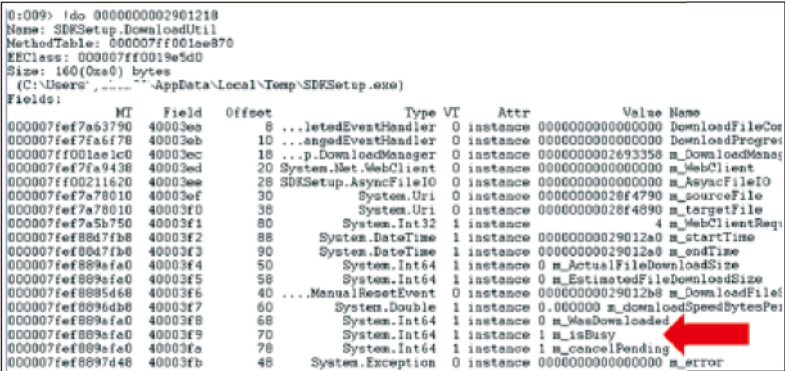 0:009> !do 0000000002901218
Name: SDKSetup.DownloadUtil
MethodTable: 000007ff001ae870
EEClass: 000007ff0019e5d0
Size: 160(0xa0) bytes
(C:\Users\ \AppData\Local\Temp\SDKSetup.exe)
Fields:
MT Field Offset Type VT Attr Value Name
000007fef7a63790 40003ea 8 ...letedEventHandler 0 instance 0000000000000000 DownloadFileCom
000007fef7fa6f78 40003eb 10 ...angedEventHandler 0 instance 0000000000000000 DownloadProgres
000007ff001ae1c0 40003ec 18 ...p.DownloadManager 0 instance 0000000002693358 m_DownloadManag
000007fef7fa9438 40003ed 20 System.Net.WebClient 0 instance 0000000000000000 m_WebClient
000007ff00211620 40003ee 28 SDKSetup.AsyncFileIO 0 instance 0000000000000000 m_AsyncFileIO
000007fef7a78010 40003ef 30 System.Uri 0 instance 00000000028f4790 m_sourceFile
000007fef7a78010 40003f0 38 System.Uri 0 instance 00000000028f4890 m_targetFile
000007fef7a5b750 40003f1 80 System.Int32 1 instance 4 m_WebClientRequ
000007fef88d7fb8 40003f2 88 System.DateTime 1 instance 00000000029012a0 m_startTime
000007fef88d7fb8 40003f3 90 System.DateTime 1 instance 00000000029012a8 m_endTime
000007fef889afa0 40003f4 50 System.Int64 1 instance 0 m_ActualFileDownloadSize
000007fef889afa0 40003f5 58 System.Int64 1 instance 0 m_EstimatedFileDownloadSize
000007fef8885d68 40003f6 40 ....ManualResetEvent 0 instance 00000000029012b8 m_DownloadFileS
000007fef8896db8 40003f7 60 System.Double 1 instance 0.000000 m_downloadSpeedBytesPer
000007fef889afa0 40003f8 68 System.Int64 1 instance 0 m_WasDownloaded
000007fef889afa0 40003f9 70 System.Int64 1 instance 1 m_isBusy
000007fef889afa0 40003fa 78 System.Int64 1 instance 1 m_cancelPending
000007fef8897d48 40003fb 48 System.Exception 0 instance 0000000000000000 m_error